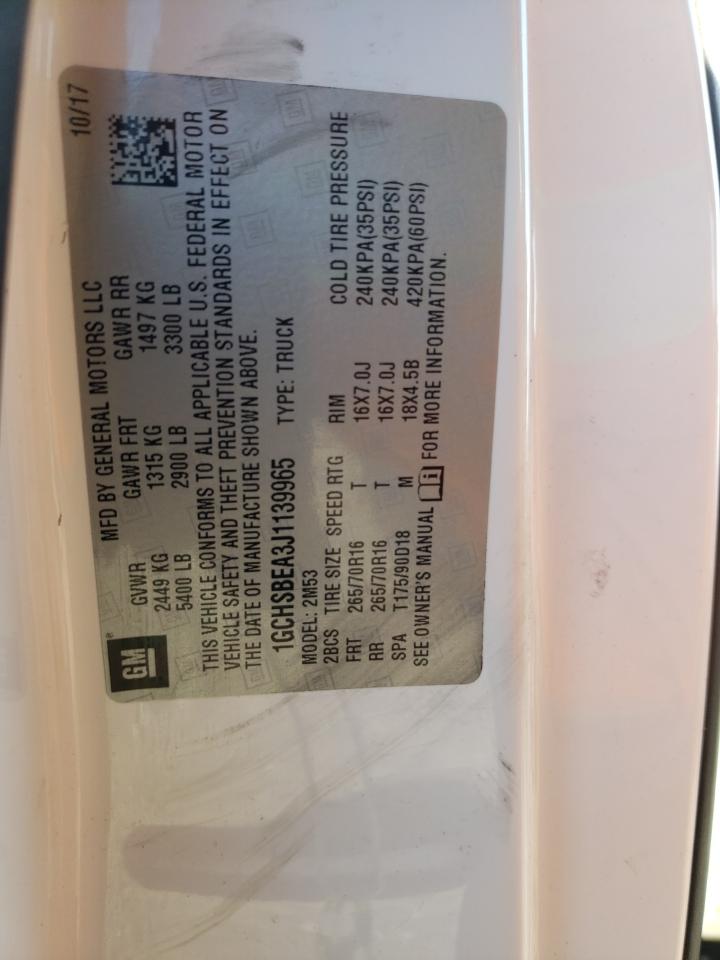 GM®
MFD BY GENERAL MOTORS LLC 10/17
GVWR GAWR FRT GAWR RR
2449 KG 1315 KG 1497 KG
5400 LB 2900 LB 3300 LB
THIS VEHICLE CONFORMS TO ALL APPLICABLE U.S. FEDERAL MOTOR
VEHICLE SAFETY AND THEFT PREVENTION STANDARDS IN EFFECT ON
THE DATE OF MANUFACTURE SHOWN ABOVE.
1GCHSBEA3J1139965 TYPE: TRUCK
MODEL: 2M53
2BCS TIRE SIZE SPEED RTG RIM COLD TIRE PRESSURE
FRT 265/70R16 T 16X7.0J 240KPA(35PSI)
RR 265/70R16 T 16X7.0J 240KPA(35PSI)
SPA T175/90D18 M 18X4.5B 420KPA(60PSI)
SEE OWNER'S MANUAL FOR MORE INFORMATION.